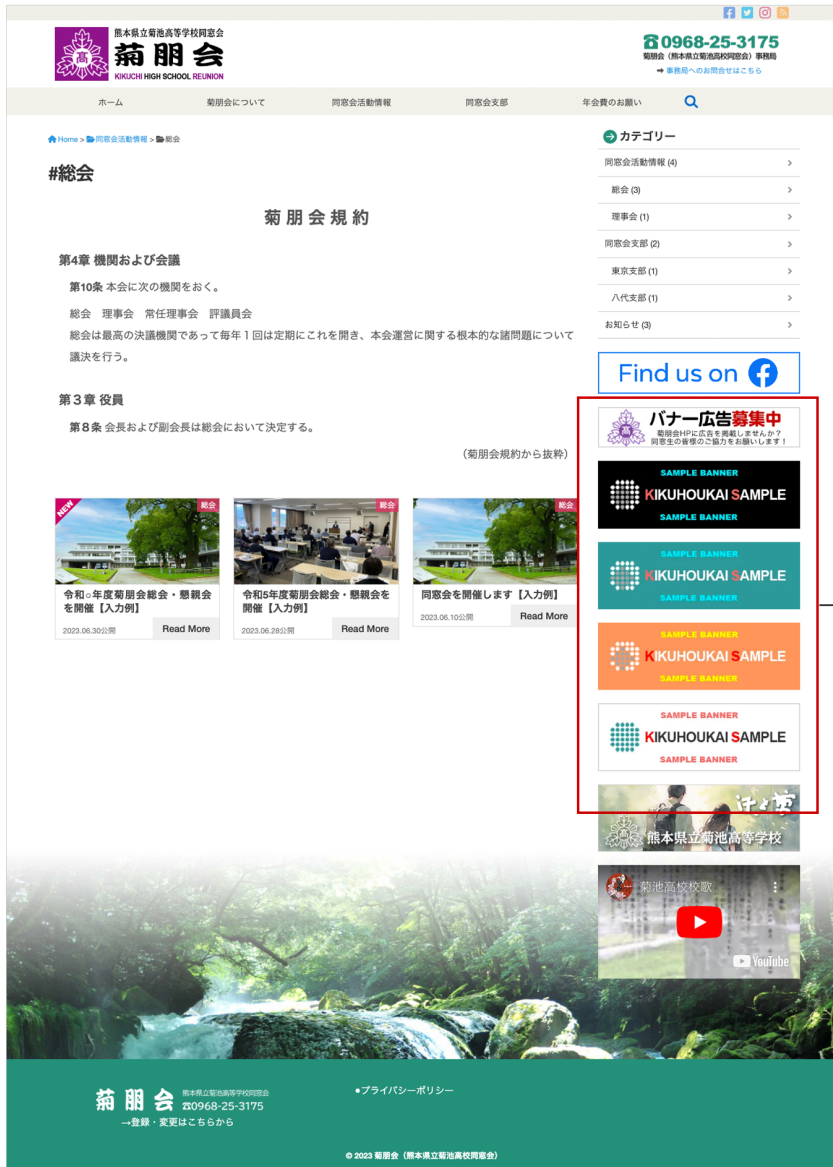 熊本県立菊池高等学校同窓会
菊朋会
KIKUCHI HIGH SCHOOL REUNION
0968-25-3175
菊朋会（熊本県立菊池高校同窓会）事務局
➡ 事務局へのお問合せはこちら
ホーム 菊朋会について 同窓会活動情報 同窓会支部 年会費のお願い
Home > 同窓会活動情報 > 総会
#総会
菊朋会規約
第4章 機関および会議
第10条 本会に次の機関をおく。
総会　理事会　常任理事会　評議員会
総会は最高の決議機関であって毎年１回は定期にこれを開き、本会運営に関する根本的な諸問題について
議決を行う。
第３章 役員
第８条 会長および副会長は総会において決定する。
（菊朋会規約から抜粋）
NEW
総会
令和○年度菊朋会総会・懇親会
を開催【入力例】
2023.06.30公開
Read More
総会
令和5年度菊朋会総会・懇親会を
開催【入力例】
2023.06.28公開
Read More
総会
同窓会を開催します【入力例】
2023.06.10公開
Read More
カテゴリー
同窓会活動情報 (4)
総会 (3)
理事会 (1)
同窓会支部 (2)
東京支部 (1)
八代支部 (1)
お知らせ (3)
Find us on
バナー広告募集中
菊朋会HPに広告を掲載しませんか？
同窓生の皆様のご協力をお願いします！
SAMPLE BANNER
KIKUHOUKAI SAMPLE
SAMPLE BANNER
SAMPLE BANNER
KIKUHOUKAI SAMPLE
SAMPLE BANNER
SAMPLE BANNER
KIKUHOUKAI SAMPLE
SAMPLE BANNER
SAMPLE BANNER
KIKUHOUKAI SAMPLE
SAMPLE BANNER
熊本県立菊池高等学校
菊池高校校歌
YouTube
菊朋会
熊本県立菊池高等学校同窓会
☎0968-25-3175
→登録・変更はこちらから
●プライバシーポリシー
© 2023 菊朋会（熊本県立菊池高校同窓会）